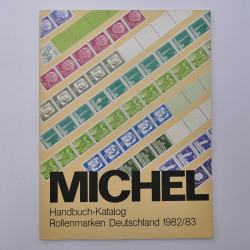 MICHEL
Handbuch-Katalog
Rollenmarken Deutschland 1982/83